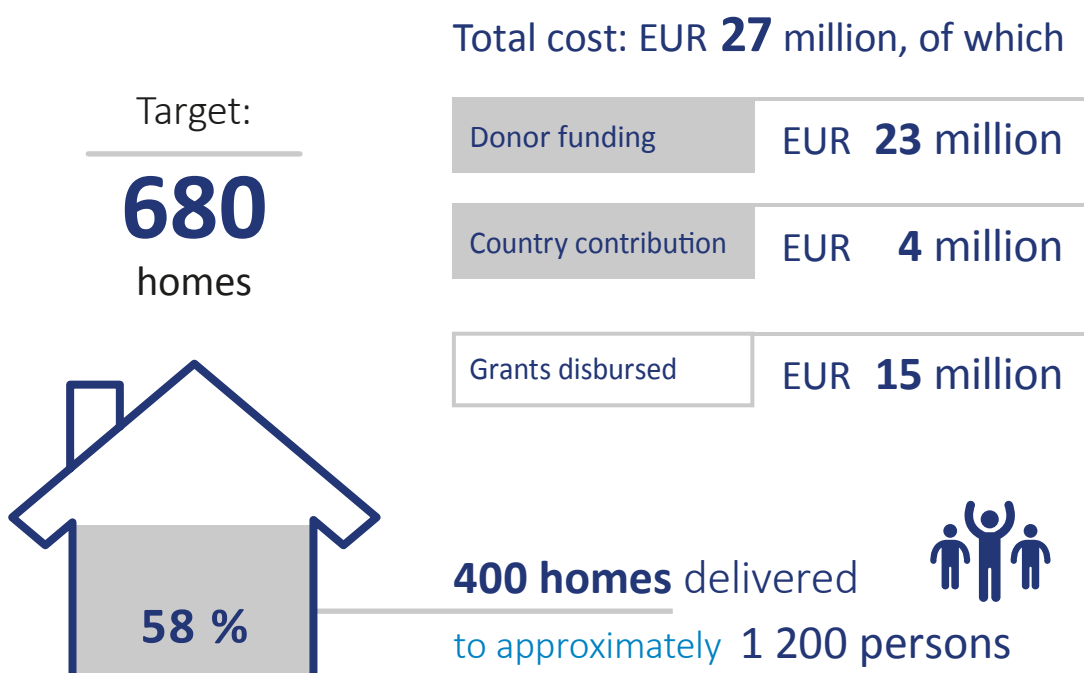 Total cost: EUR 27 million, of which
Target:
680
homes
Donor funding EUR 23 million
Country contribution EUR 4 million
Grants disbursed EUR 15 million
58 %
400 homes delivered
to approximately 1 200 persons